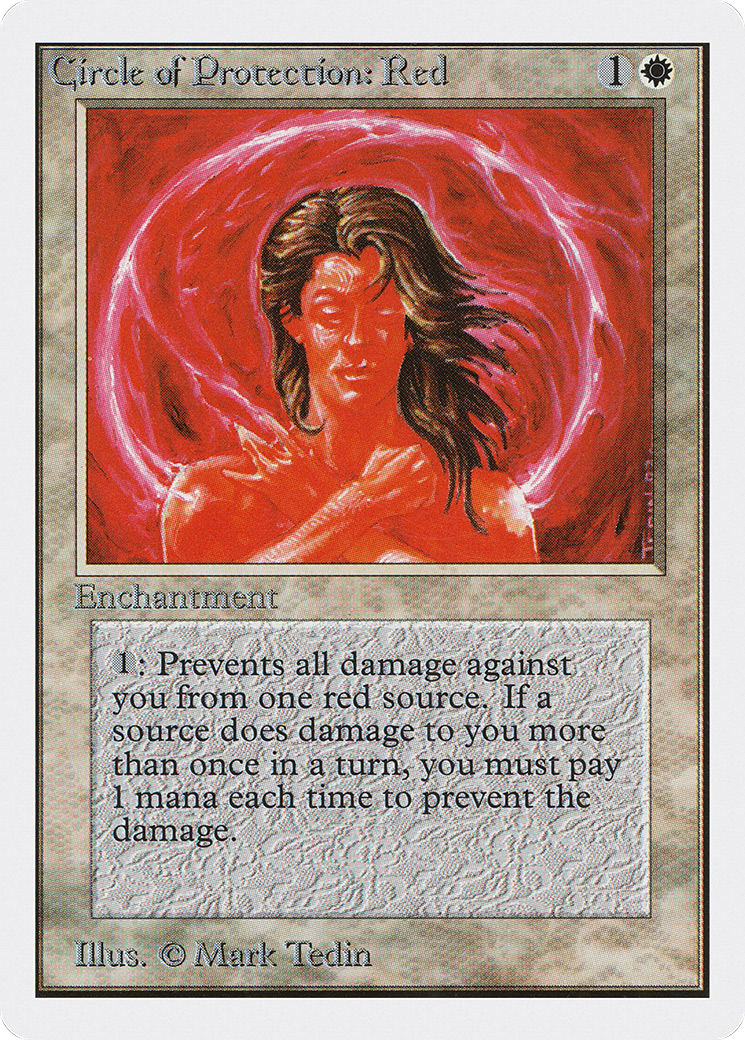 Circle of Protection: Red 1
TEDIN 93
Enchantment
1: Prevents all damage against
you from one red source. If a
source does damage to you more
than once in a turn, you must pay
1 mana each time to prevent the
damage.
Illus. © Mark Tedin